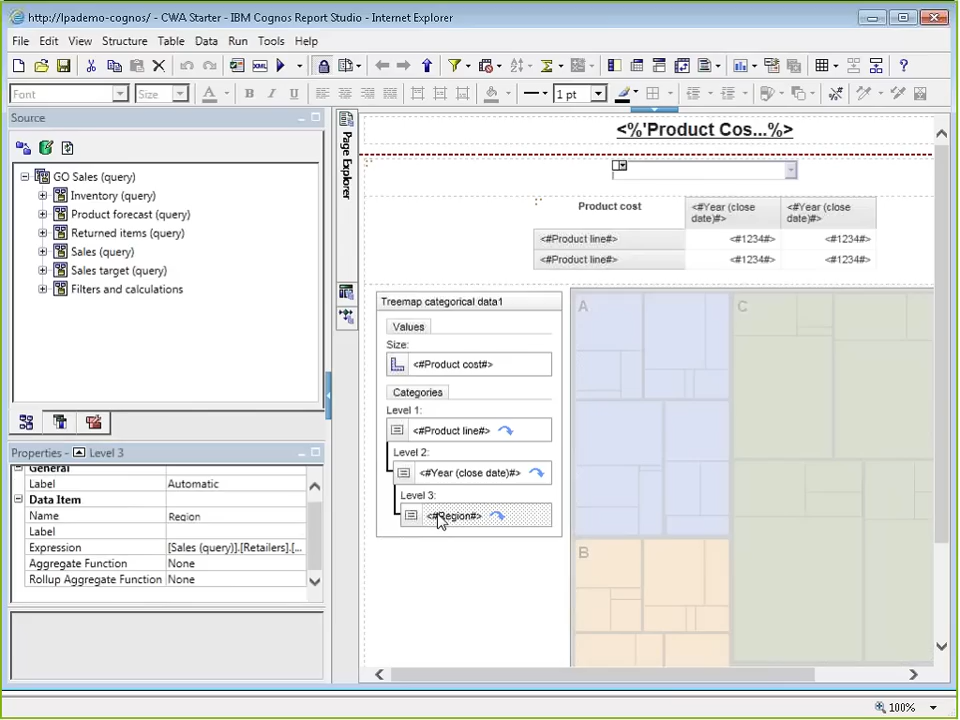 http://lpademo-cognos/ - CWA Starter - IBM Cognos Report Studio - Internet Explorer
File Edit View Structure Table Data Run Tools Help
Font Size B I U 1 pt
Source
GO Sales (query)
Inventory (query)
Product forecast (query)
Returned items (query)
Sales (query)
Sales target (query)
Filters and calculations
Properties - Level 3
General
Label Automatic
Data Item
Name Region
Label
Expression [Sales (query)].[Retailers].[...
Aggregate Function None
Rollup Aggregate Function None
Page Explorer
<%'Product Cos...%>
Product cost <#Year (close date)#> <#Year (close date)#>
<#Product line#> <#1234#> <#1234#>
<#Product line#> <#1234#> <#1234#>
Treemap categorical data1
Values
Size:
<#Product cost#>
Categories
Level 1:
<#Product line#>
Level 2:
<#Year (close date)#>
Level 3:
<#Region#>
A
C
B
100%